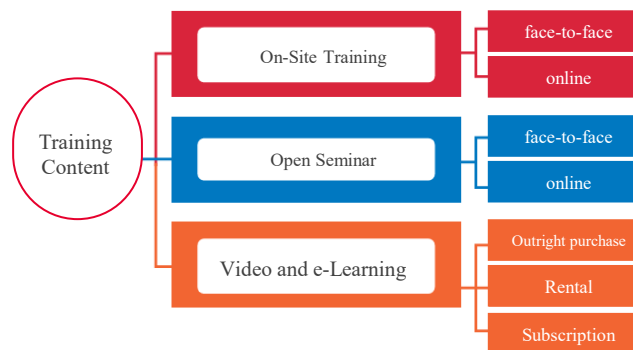 Training
Content
On-Site Training
face-to-face
online
Open Seminar
face-to-face
online
Video and e-Learning
Outright purchase
Rental
Subscription